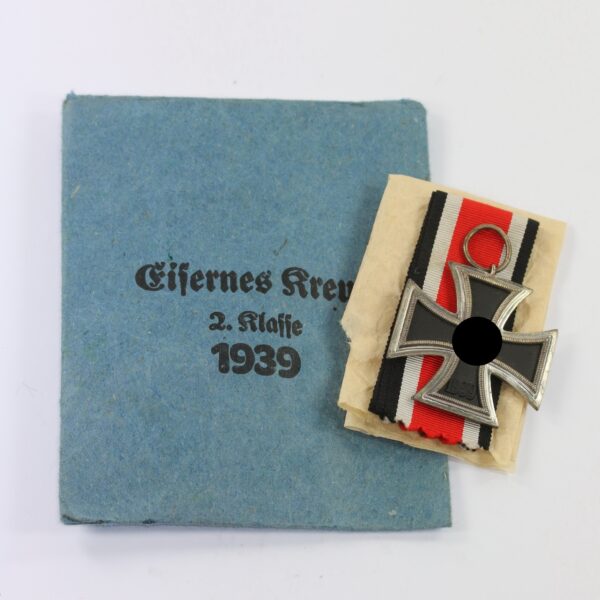 Eisernes Kreu
2. Klasse
1939